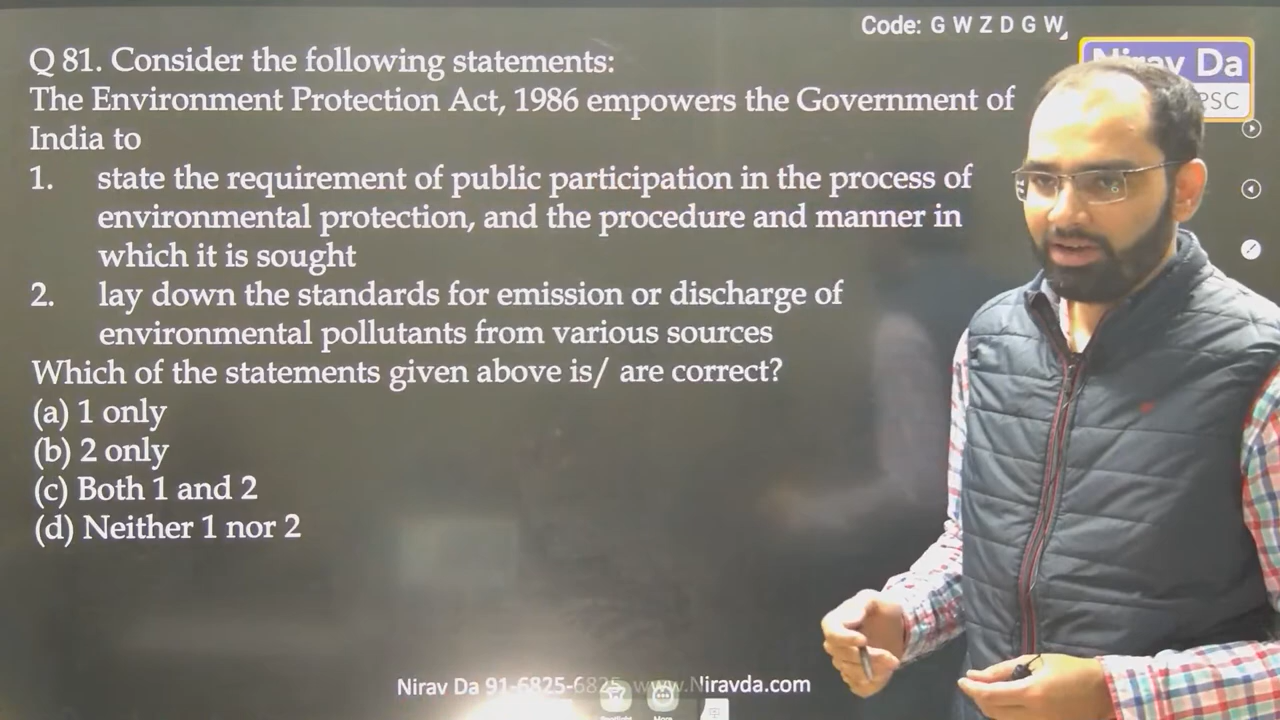 Code: G W Z D G W
Nirav Da
PSC
Q 81. Consider the following statements:
The Environment Protection Act, 1986 empowers the Government of
India to
1. state the requirement of public participation in the process of
environmental protection, and the procedure and manner in
which it is sought
2. lay down the standards for emission or discharge of
environmental pollutants from various sources
Which of the statements given above is/ are correct?
(a) 1 only
(b) 2 only
(c) Both 1 and 2
(d) Neither 1 nor 2
Nirav Da 91-6825-6825 www.Niravda.com
Spotlight More